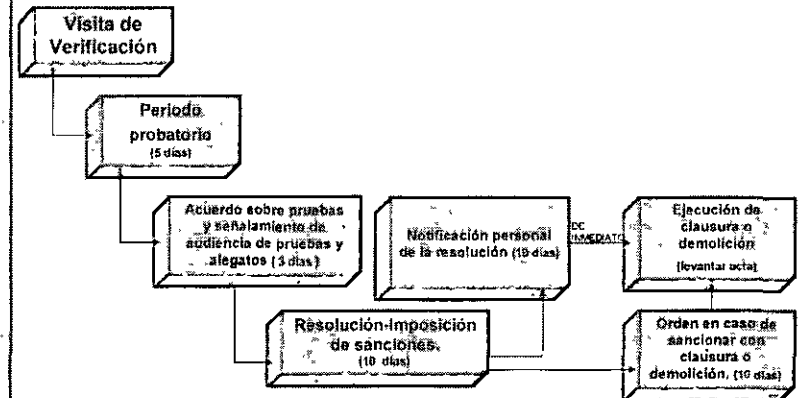 Visita de
Verificación
Periodo
probatorio
(5 días)
Acuerdo sobre pruebas
y señalamiento de
audiencia de pruebas y
alegatos ( 3 días )
Notificación personal
de la resolución (10 días)
DE
INMEDIATO
Ejecución de
clausura o
demolición
(levantar acta)
Resolución-Imposición
de sanciones.
(10 días)
Orden en caso de
sancionar con
clausura o
demolición. (10 días)